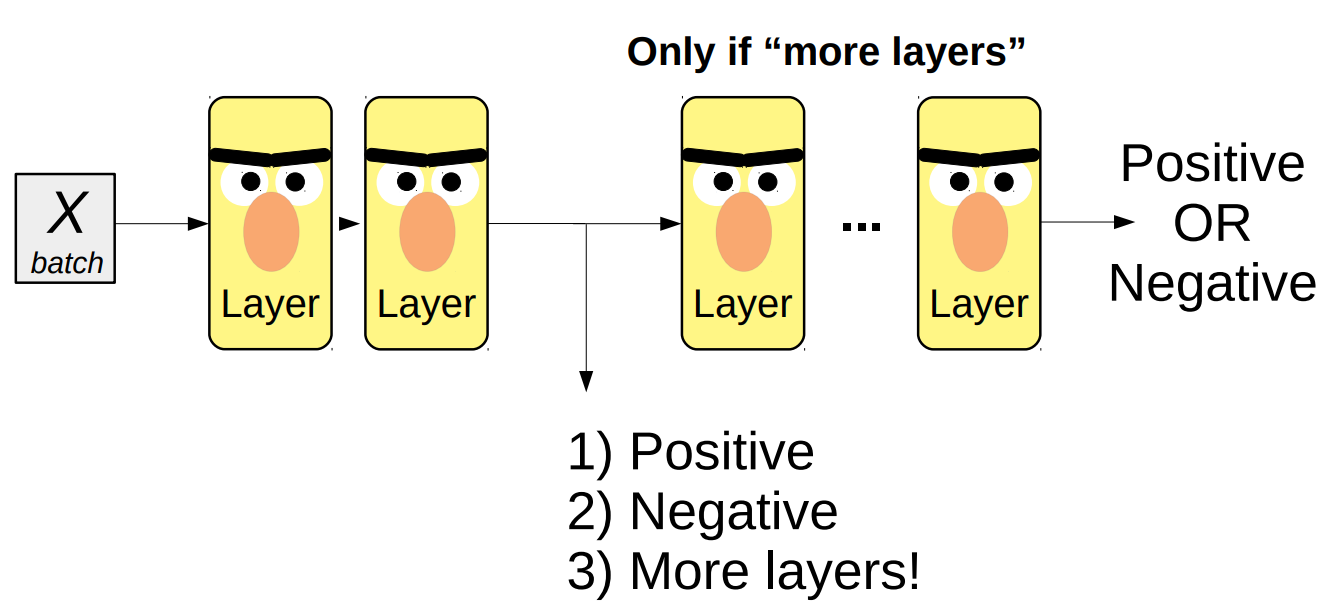 Only if “more layers”
X
batch
Layer
Layer
Layer
...
Layer
Positive
OR
Negative
1) Positive
2) Negative
3) More layers!